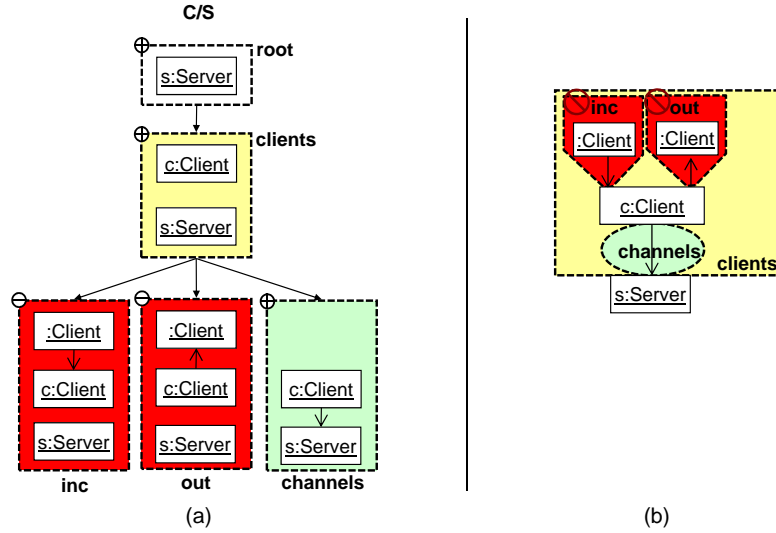 C/S
root
s:Server
clients
c:Client
s:Server
:Client
c:Client
s:Server
inc
:Client
c:Client
s:Server
out
c:Client
s:Server
channels
(a)
inc
out
:Client
:Client
c:Client
channels
clients
s:Server
(b)